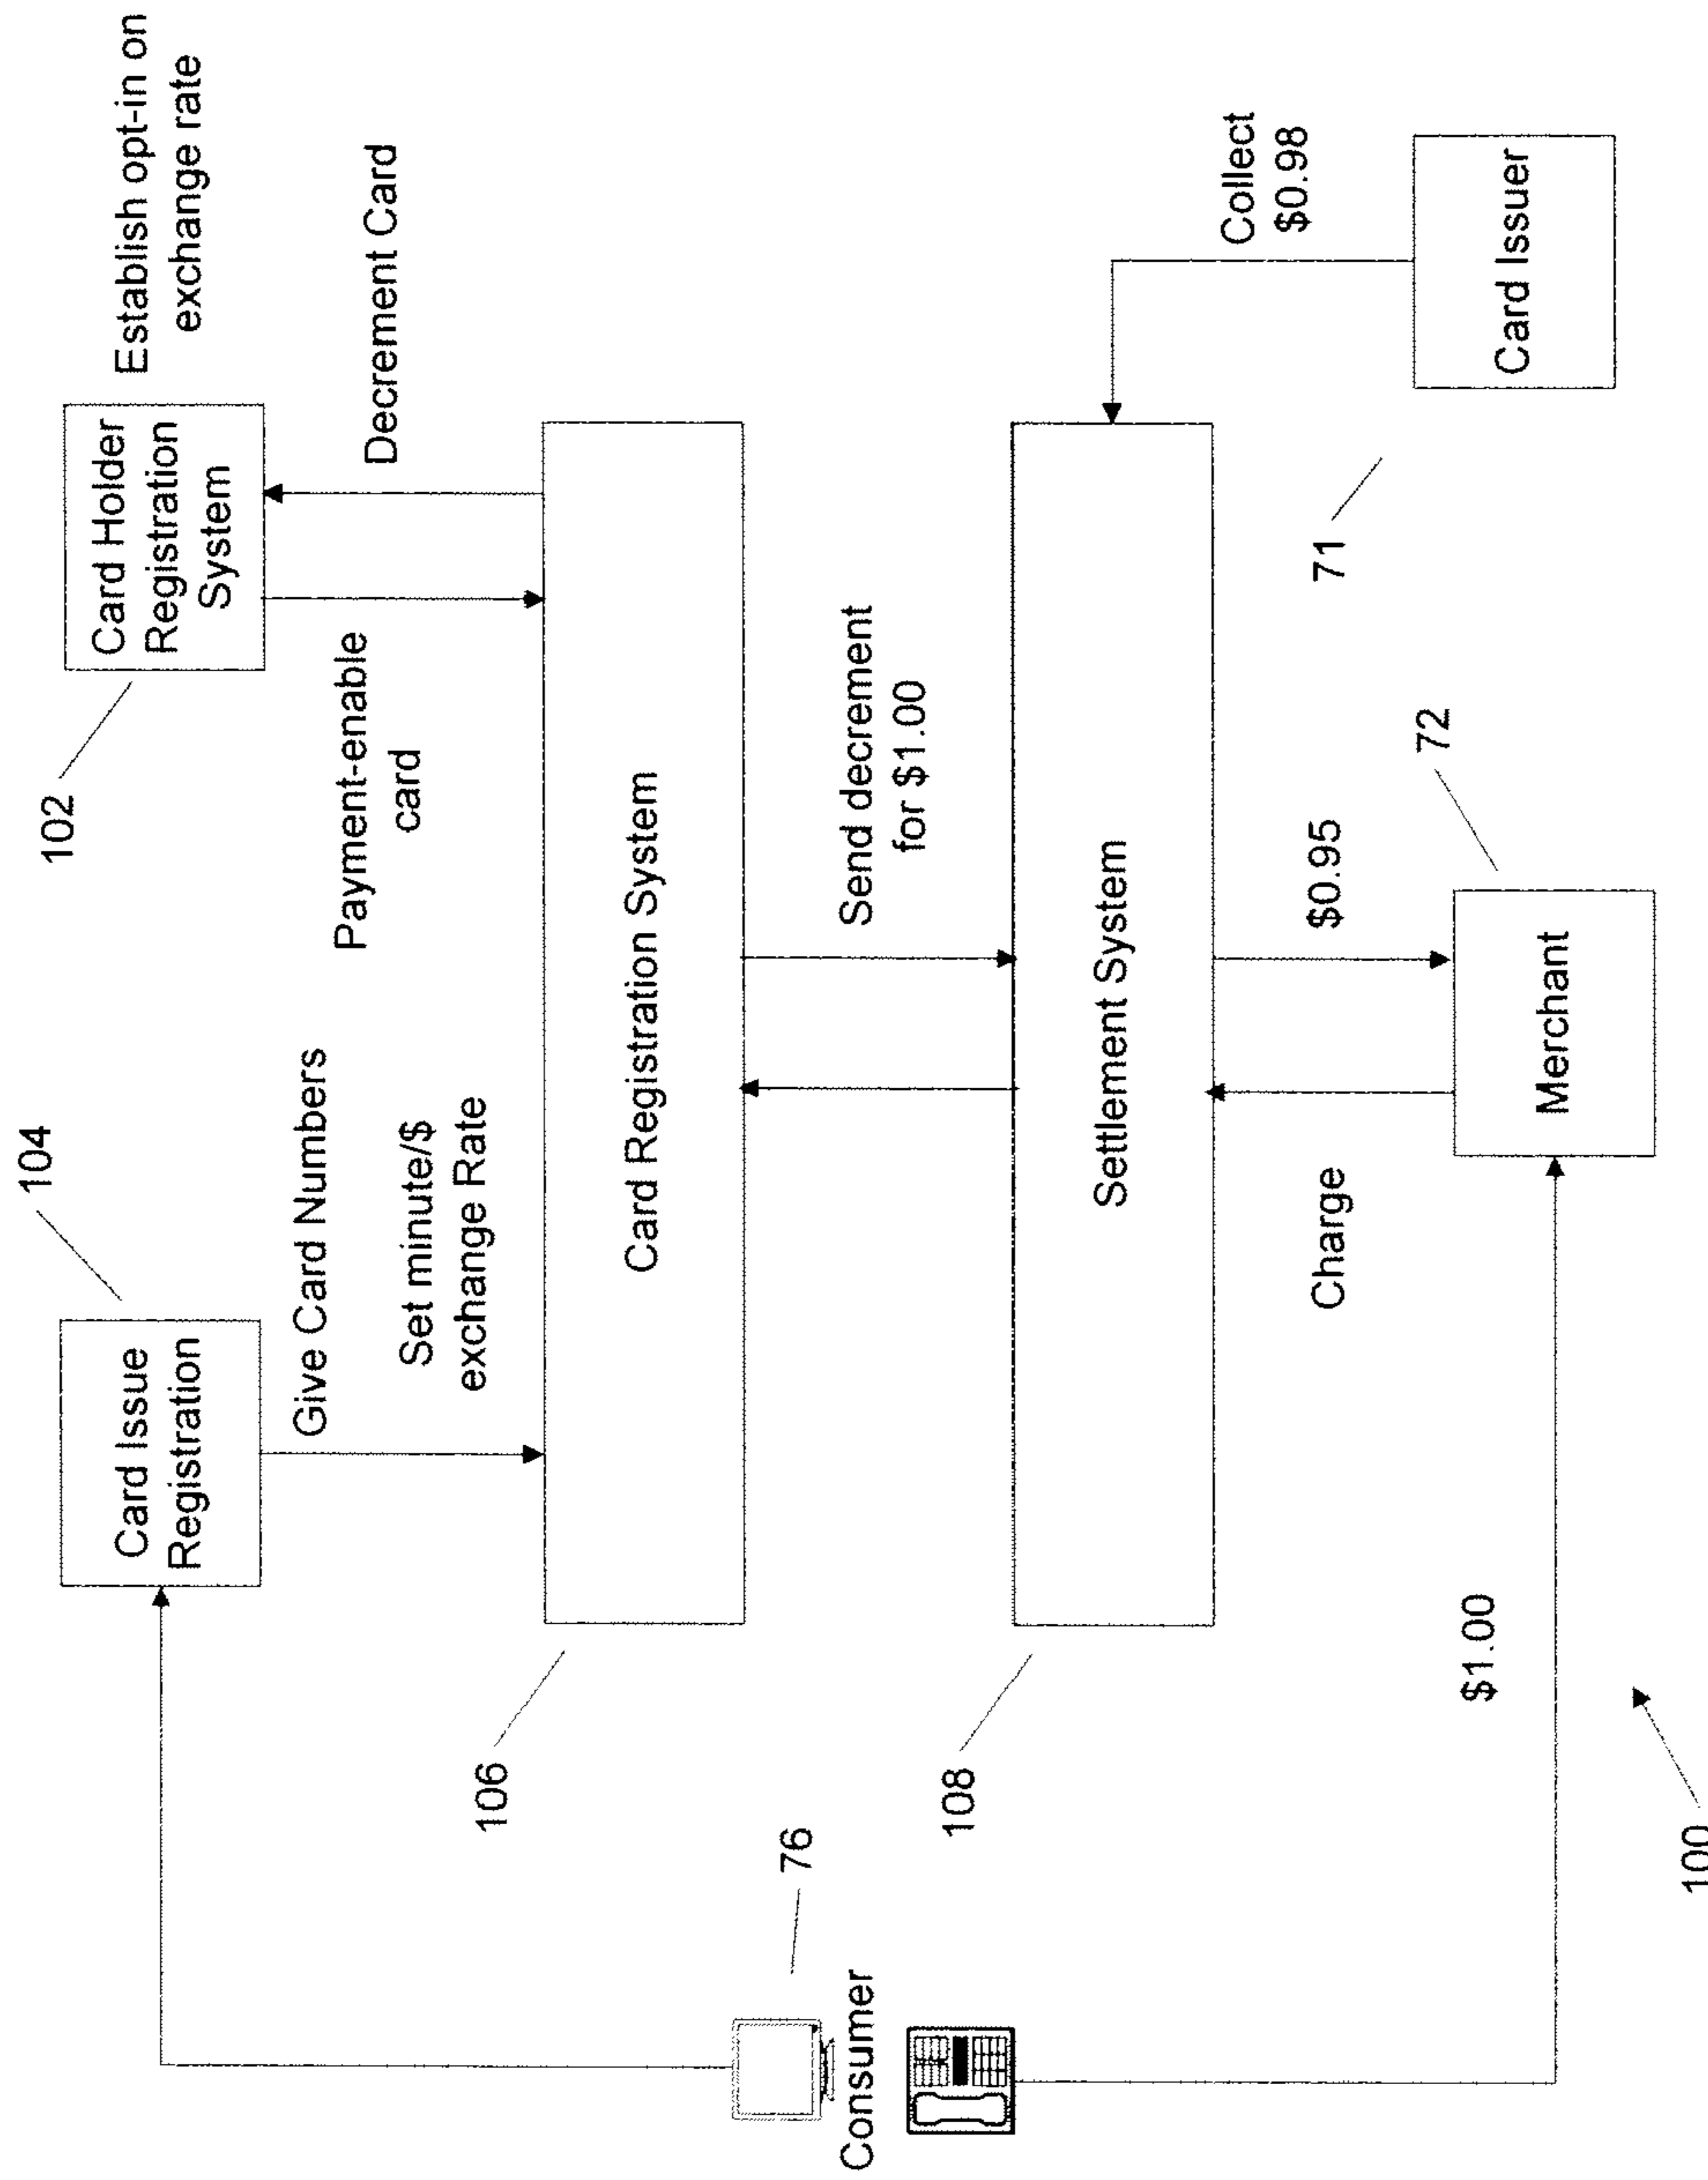 102
Card Holder
Registration
System
Establish opt-in on
exchange rate
Payment-enable
card
Decrement Card
104
Card Issue
Registration
Give Card Numbers
Set minute/$
exchange Rate
106
Card Registration System
Send decrement
for $1.00
76
Consumer
108
Settlement System
Collect
$0.98
71
Card Issuer
Charge
$0.95
72
Merchant
$1.00
100